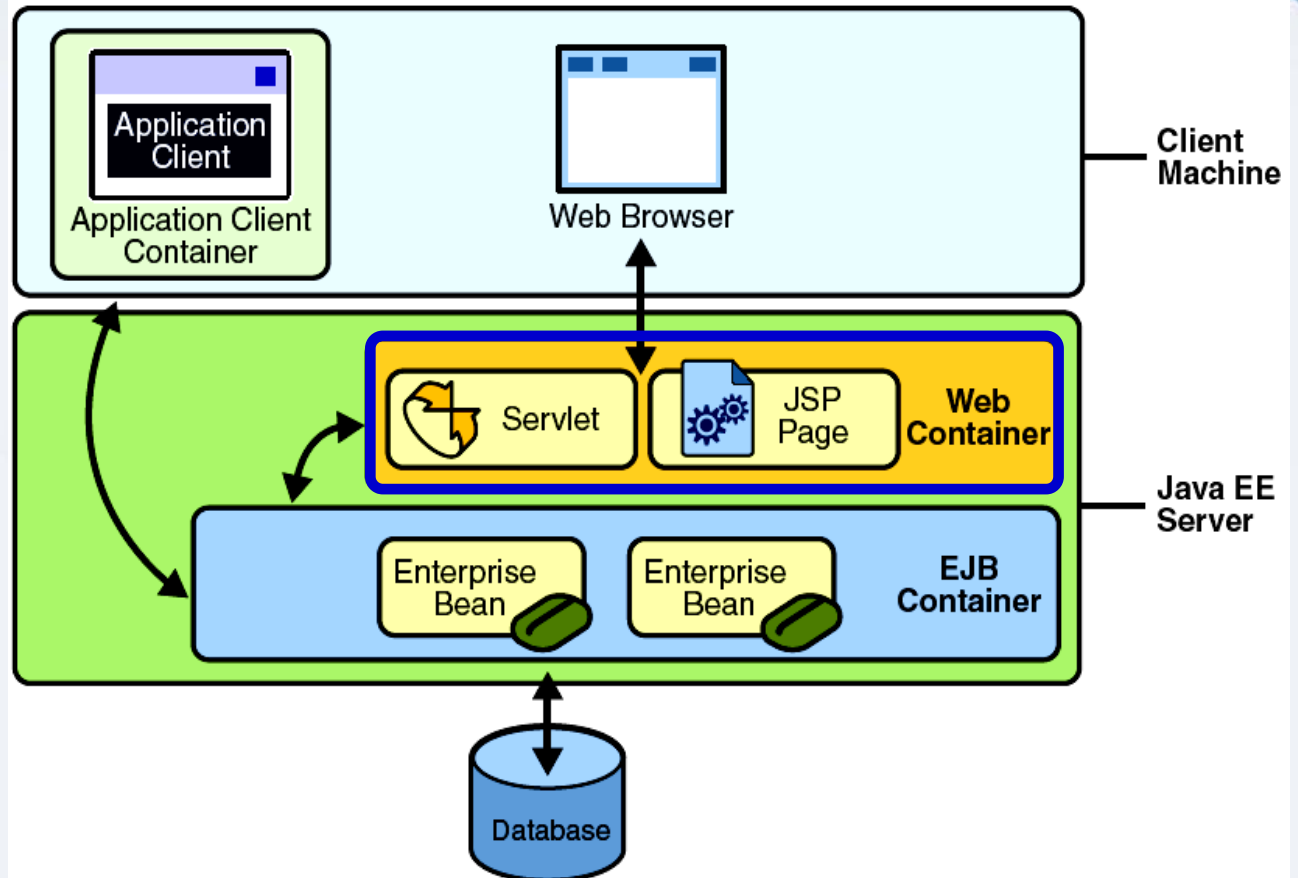 Application
Client
Application Client
Container
Web Browser
Client
Machine
Servlet
JSP
Page
Web
Container
Java EE
Server
Enterprise
Bean
Enterprise
Bean
EJB
Container
Database